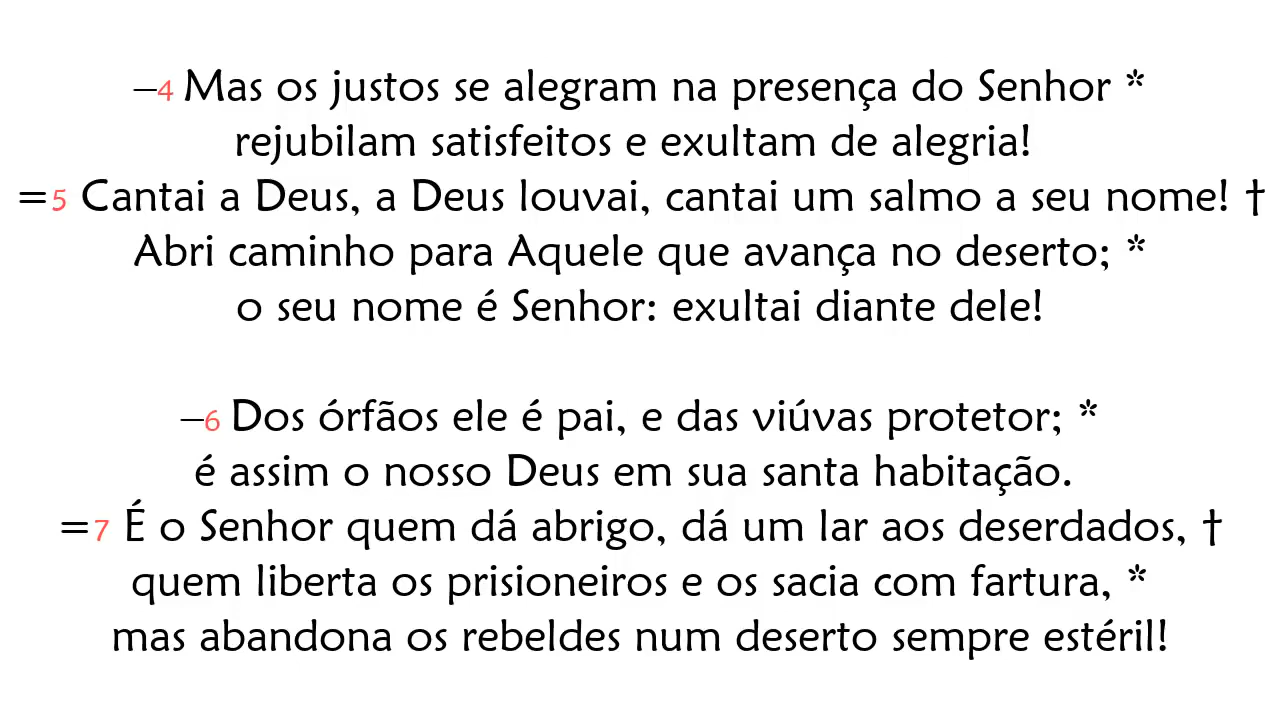 –4 Mas os justos se alegram na presença do Senhor *
rejubilam satisfeitos e exultam de alegria!
=5 Cantai a Deus, a Deus louvai, cantai um salmo a seu nome! †
Abri caminho para Aquele que avança no deserto; *
o seu nome é Senhor: exultai diante dele!
–6 Dos órfãos ele é pai, e das viúvas protetor; *
é assim o nosso Deus em sua santa habitação.
=7 É o Senhor quem dá abrigo, dá um lar aos deserdados, †
quem liberta os prisioneiros e os sacia com fartura, *
mas abandona os rebeldes num deserto sempre estéril!